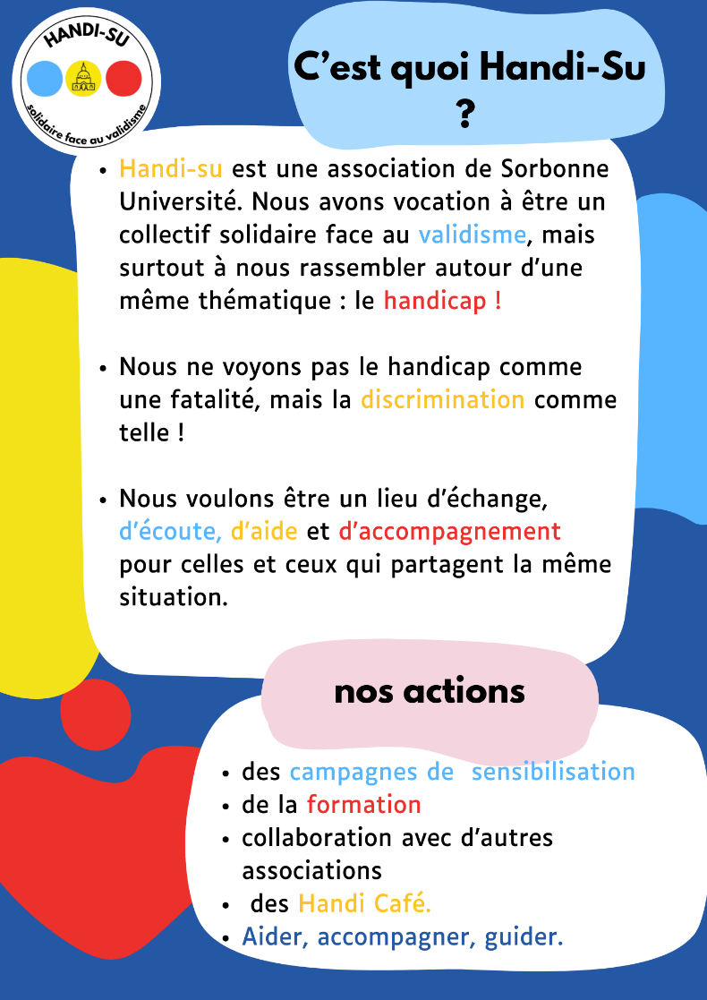 HANDI-SU
solidaire face au validisme
C’est quoi Handi-Su
?
• Handi-su est une association de Sorbonne
Université. Nous avons vocation à être un
collectif solidaire face au validisme, mais
surtout à nous rassembler autour d’une
même thématique : le handicap !
• Nous ne voyons pas le handicap comme
une fatalité, mais la discrimination comme
telle !
• Nous voulons être un lieu d’échange,
d’écoute, d’aide et d’accompagnement
pour celles et ceux qui partagent la même
situation.
nos actions
• des campagnes de sensibilisation
• de la formation
• collaboration avec d’autres
associations
• des Handi Café.
• Aider, accompagner, guider.